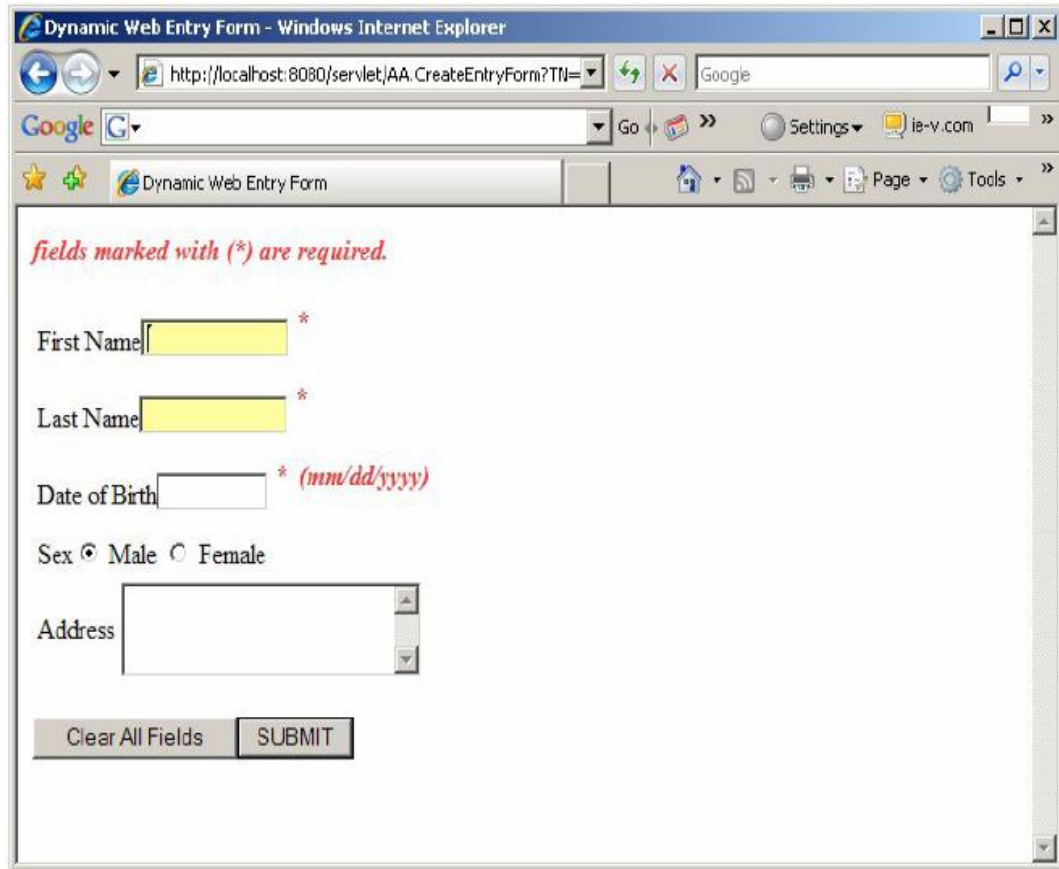 Dynamic Web Entry Form - Windows Internet Explorer
http://localhost:8080/servlet/AA.CreateEntryForm?TN=
Google
Google G
Go
»
Settings
ie-v.com
»
Dynamic Web Entry Form
Page
Tools
»
fields marked with (*) are required.
First Name *
Last Name *
Date of Birth * (mm/dd/yyyy)
Sex Male Female
Address
Clear All Fields SUBMIT